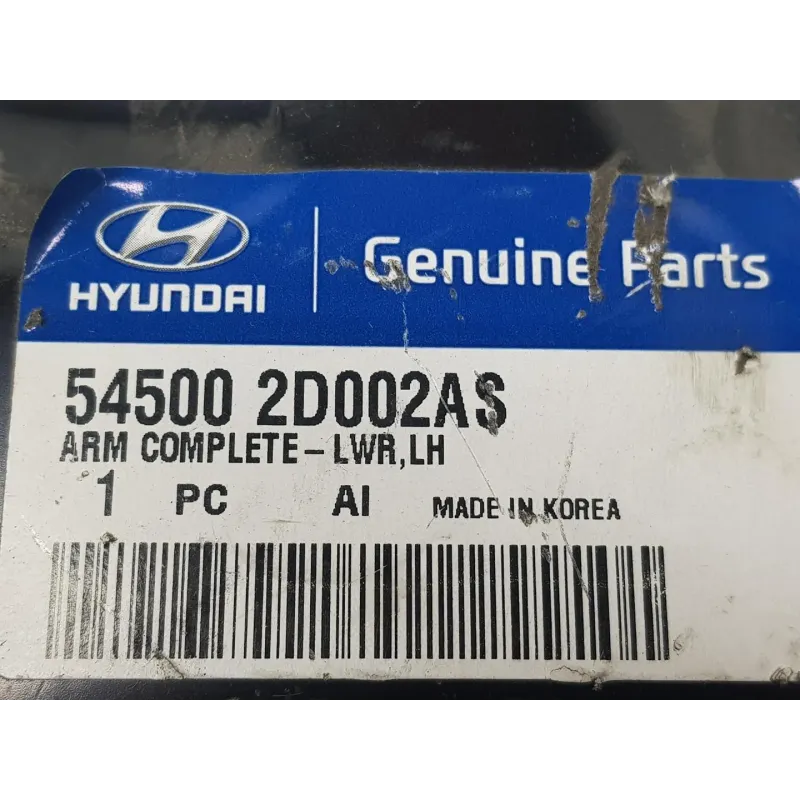 HYUNDAI
Genuine Parts
54500 2D002AS
ARM COMPLETE-LWR,LH
1 PC AI MADE IN KOREA